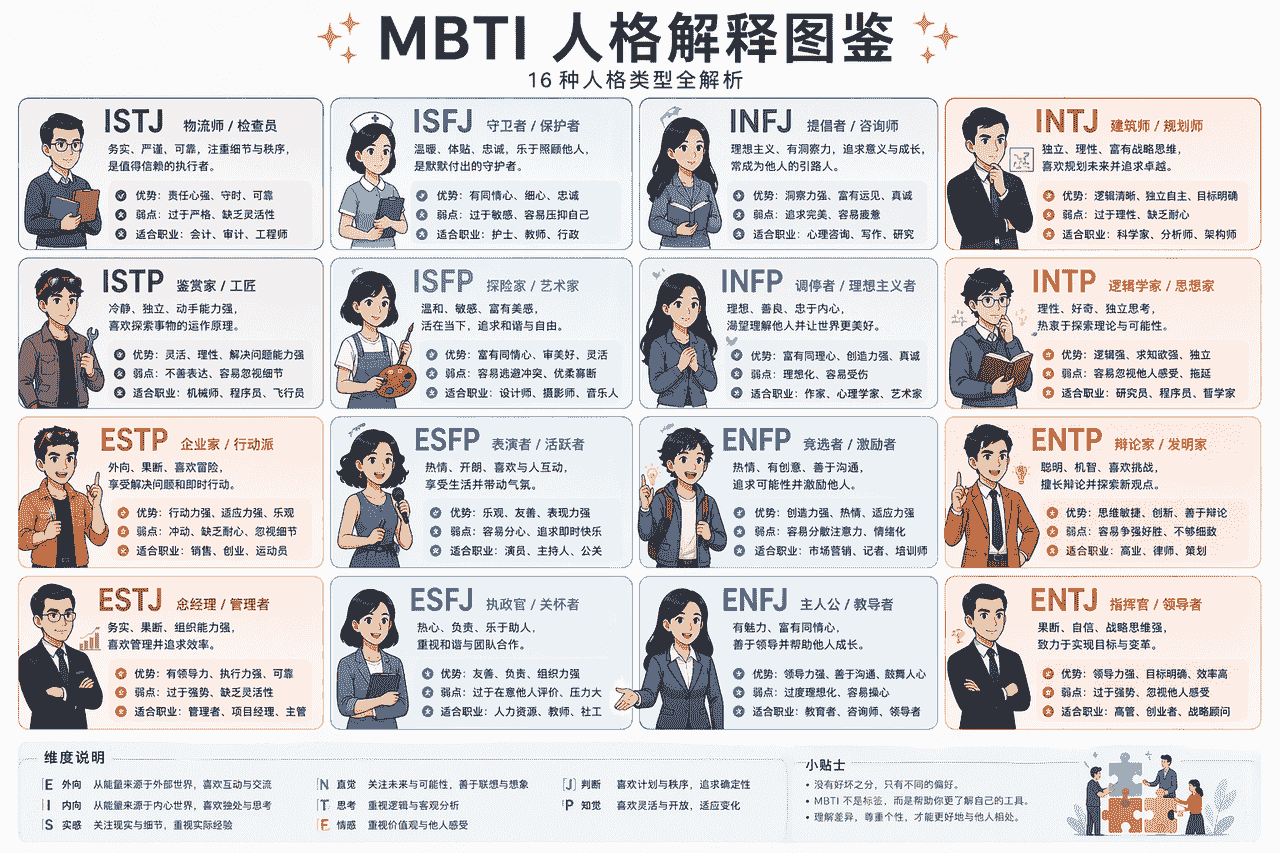 MBTI 人格解释图鉴
16 种人格类型全解析
ISTJ 物流师 / 检查员
务实、严谨、可靠，注重细节与秩序，
是值得信赖的执行者。
优势：责任心强、守时、可靠
弱点：过于严格、缺乏灵活性
适合职业：会计、审计、工程师
ISFJ 守卫者 / 保护者
温暖、体贴、忠诚，乐于照顾他人，
是默默付出的守护者。
优势：有同情心、细心、忠诚
弱点：过于敏感、容易压抑自己
适合职业：护士、教师、行政
INFJ 提倡者 / 咨询师
理想主义、有洞察力，追求意义与成长，
常成为他人的引路人。
优势：洞察力强、富有远见、真诚
弱点：追求完美、容易疲惫
适合职业：心理咨询、写作、研究
INTJ 建筑师 / 规划师
独立、理性、富有战略思维，
喜欢规划未来并追求卓越。
优势：逻辑清晰、独立自主、目标明确
弱点：过于理性、缺乏耐心
适合职业：科学家、分析师、架构师
ISTP 鉴赏家 / 工匠
冷静、独立、动手能力强，
喜欢探索事物的运作原理。
优势：灵活、理性、解决问题能力强
弱点：不善表达、容易忽视细节
适合职业：机械师、程序员、飞行员
ISFP 探险家 / 艺术家
温和、敏感、富有美感，
活在当下，追求和谐与自由。
优势：富有同情心、审美好、灵活
弱点：容易逃避冲突、优柔寡断
适合职业：设计师、摄影师、音乐人
INFP 调停者 / 理想主义者
理想、善良、忠于内心，
渴望理解他人并让世界更美好。
优势：富有同理心、创造力强、真诚
弱点：理想化、容易受伤
适合职业：作家、心理学家、艺术家
INTP 逻辑学家 / 思想家
理性、好奇、独立思考，
热衷于探索理论与可能性。
优势：逻辑强、求知欲强、独立
弱点：容易忽视他人感受、拖延
适合职业：研究员、程序员、哲学家
ESTP 企业家 / 行动派
外向、果断、喜欢冒险，
享受解决问题和即时行动。
优势：行动力强、适应力强、乐观
弱点：冲动、缺乏耐心、忽视细节
适合职业：销售、创业、运动员
ESFP 表演者 / 活跃者
热情、开朗、喜欢与人互动，
享受生活并带动气氛。
优势：乐观、友善、表现力强
弱点：容易分心、追求即时快乐
适合职业：演员、主持人、公关
ENFP 竞选者 / 激励者
热情、有创意、善于沟通，
追求可能性并激励他人。
优势：创造力强、热情、适应力强
弱点：容易分散注意力、情绪化
适合职业：市场营销、记者、培训师
ENTP 辩论家 / 发明家
聪明、机智、喜欢挑战，
擅长辩论并探索新观点。
优势：思维敏捷、创新、善于辩论
弱点：容易争强好胜、不够细致
适合职业：高业、律师、策划
ESTJ 总经理 / 管理者
务实、果断、组织能力强，
喜欢管理并追求效率。
优势：有领导力、执行力强、可靠
弱点：过于强势、缺乏灵活性
适合职业：管理者、项目经理、主管
ESFJ 执政官 / 关怀者
热心、负责、乐于助人，
重视和谐与团队合作。
优势：友善、负责、组织力强
弱点：过于在意他人评价、压力大
适合职业：人力资源、教师、社工
ENFJ 主人公 / 教导者
有魅力、富有同情心，
善于领导并帮助他人成长。
优势：领导力强、善于沟通、鼓舞人心
弱点：过度理想化、容易操心
适合职业：教育者、咨询师、领导者
ENTJ 指挥官 / 领导者
果断、自信、战略思维强，
致力于实现目标与变革。
优势：领导力强、目标明确、效率高
弱点：过于强势、忽视他人感受
适合职业：高管、创业者、战略顾问
维度说明
E 外向 从能量来源于外部世界，喜欢互动与交流
I 内向 从能量来源于内心世界，喜欢独处与思考
S 实感 关注现实与细节，重视实际经验
N 直觉 关注未来与可能性，善于联想与想象
T 思考 重视逻辑与客观分析
E 情感 重视价值观与他人感受
J 判断 喜欢计划与秩序，追求确定性
P 知觉 喜欢灵活与开放，适应变化
小贴士
• 没有好坏之分，只有不同的偏好。
• MBTI 不是标签，而是帮助你更了解自己的工具。
• 理解差异，尊重个性，才能更好地与他人相处。